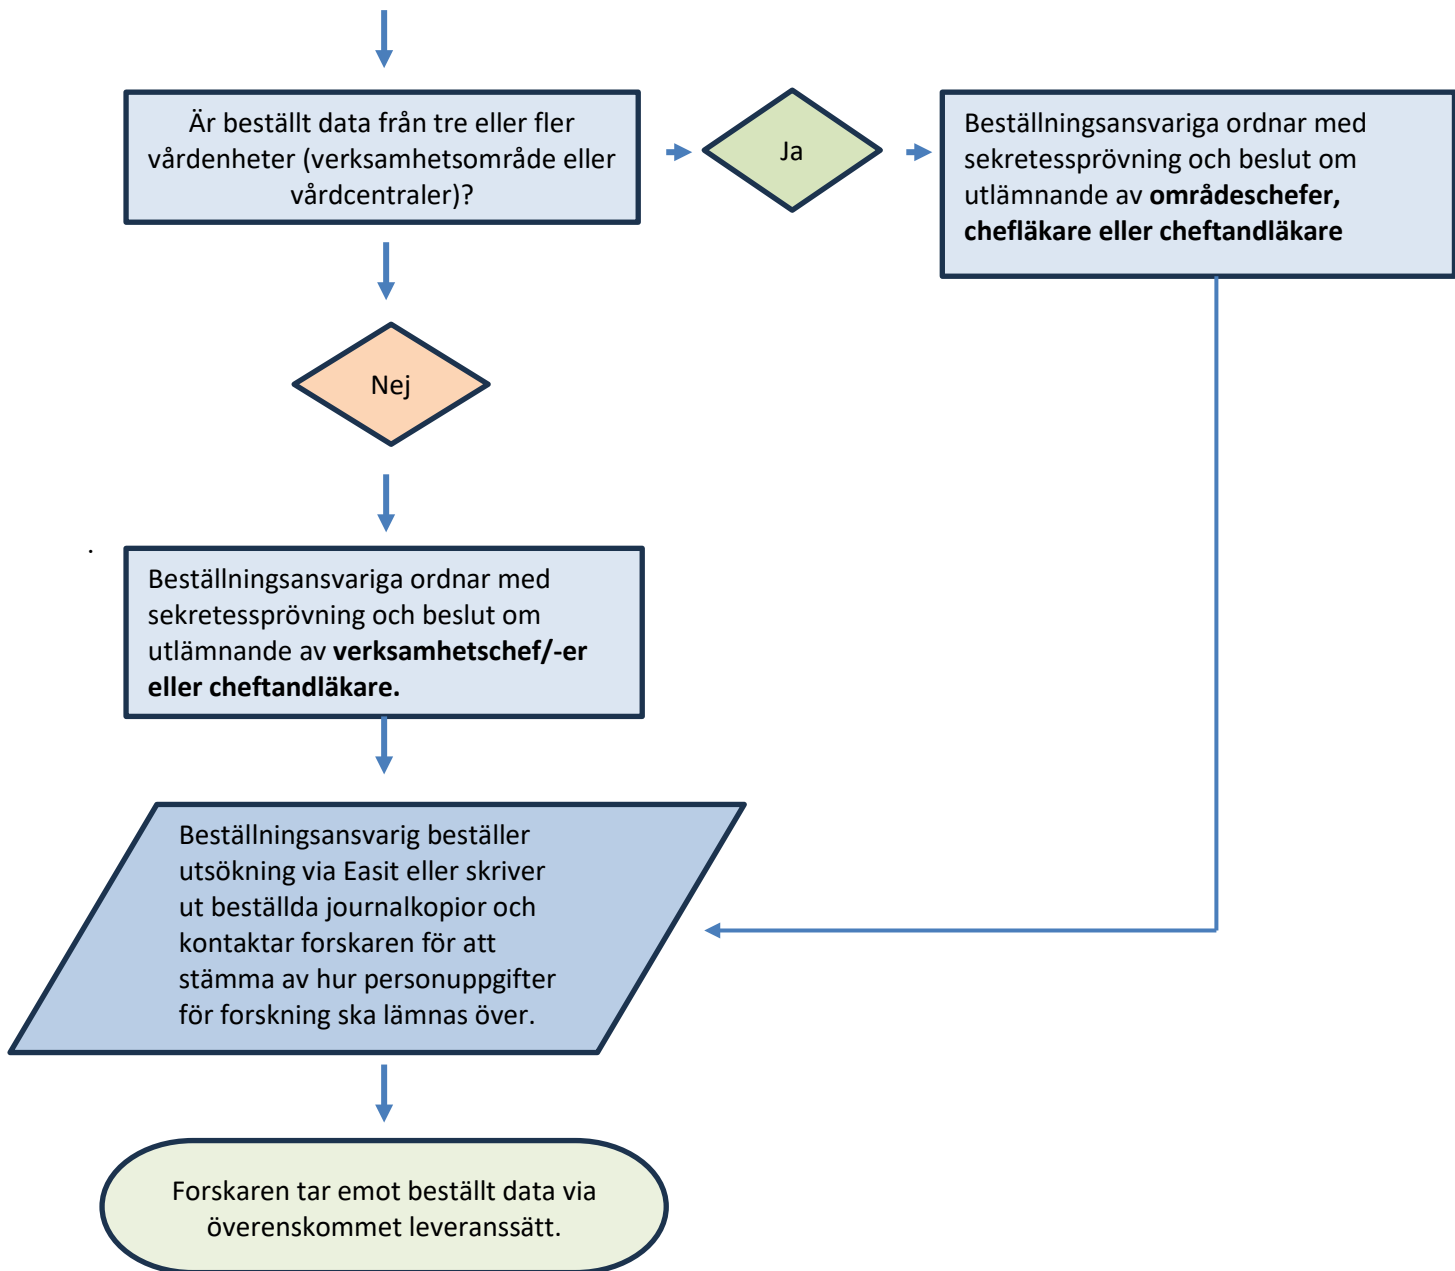 Är beställt data från tre eller fler
vårdenheter (verksamhetsområde eller
vårdcentraler)?
Ja
Beställningsansvariga ordnar med
sekretessprövning och beslut om
utlämnande av områdeschefer,
chefläkare eller cheftandläkare
Nej
.
Beställningsansvariga ordnar med
sekretessprövning och beslut om
utlämnande av verksamhetschef/-er
eller cheftandläkare.
Beställningsansvarig beställer
utsökning via Easit eller skriver
ut beställda journalkopior och
kontaktar forskaren för att
stämma av hur personuppgifter
för forskning ska lämnas över.
Forskaren tar emot beställt data via
överenskommet leveranssätt.